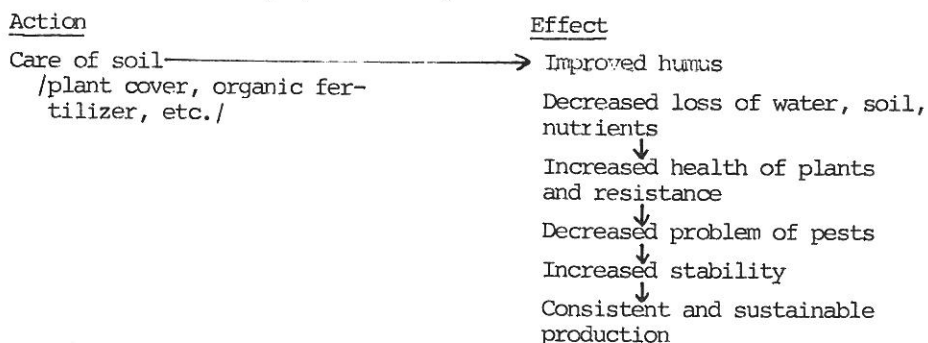 Action
Effect
Care of soil
/plant cover, organic fer-
tilizer, etc./
Improved humus
Decreased loss of water, soil,
nutrients
Increased health of plants
and resistance
Decreased problem of pests
Increased stability
Consistent and sustainable
production